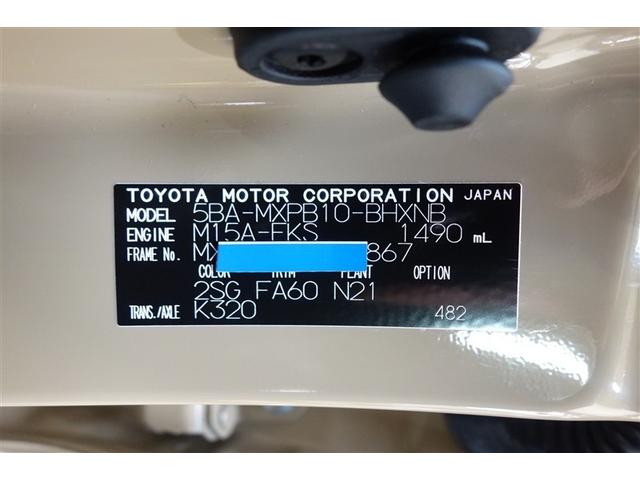 TOYOTA MOTOR CORPORATION JAPAN
MODEL 5BA-MXPB10-BHXNB
ENGINE M15A-FKS 1490 mL
FRAME No. MX 867
COLOR TRIM PLANT OPTION
2SG FA60 N21
TRANS./AXLE K320 482